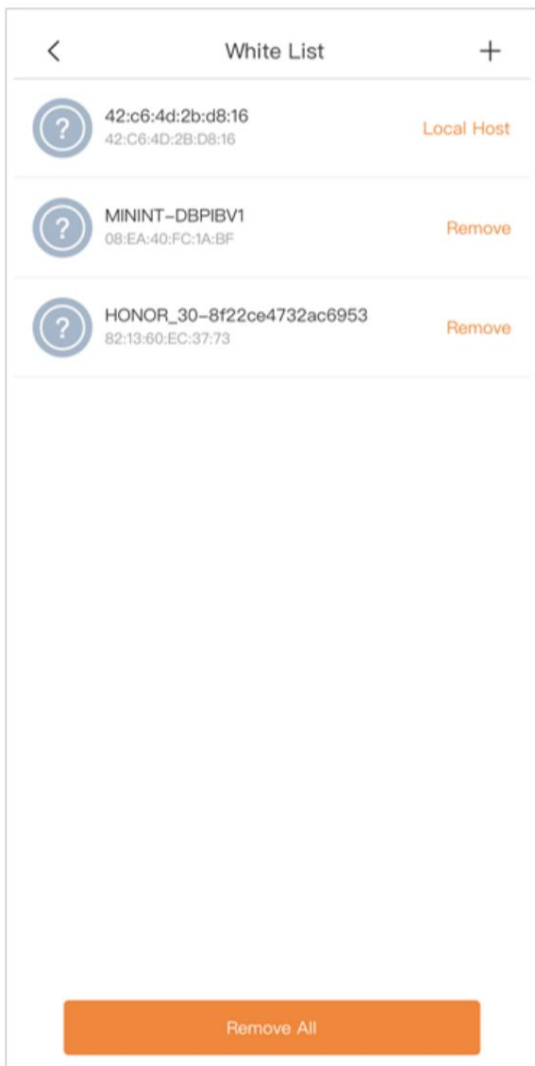 White List
42:c6:4d:2b:d8:16
42:C6:4D:2B:D8:16
Local Host
MININT-DBPIBV1
08:EA:40:FC:1A:BF
Remove
HONOR_30-8f22ce4732ac6953
82:13:60:EC:37:73
Remove
Remove All